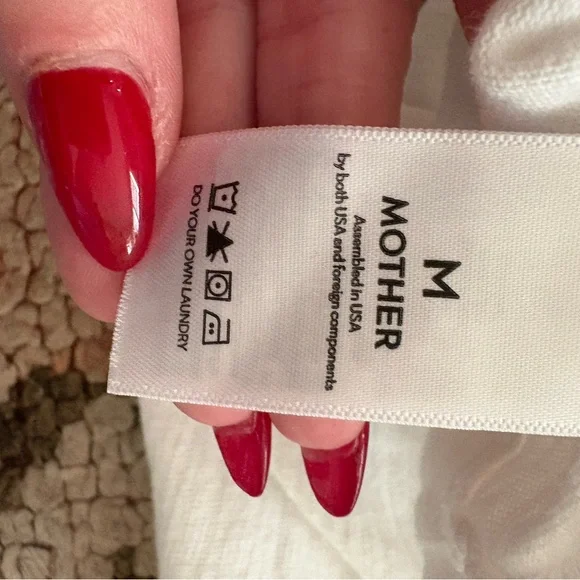 M
MOTHER
Assembled in USA
by both USA and foreign components
DO YOUR OWN LAUNDRY